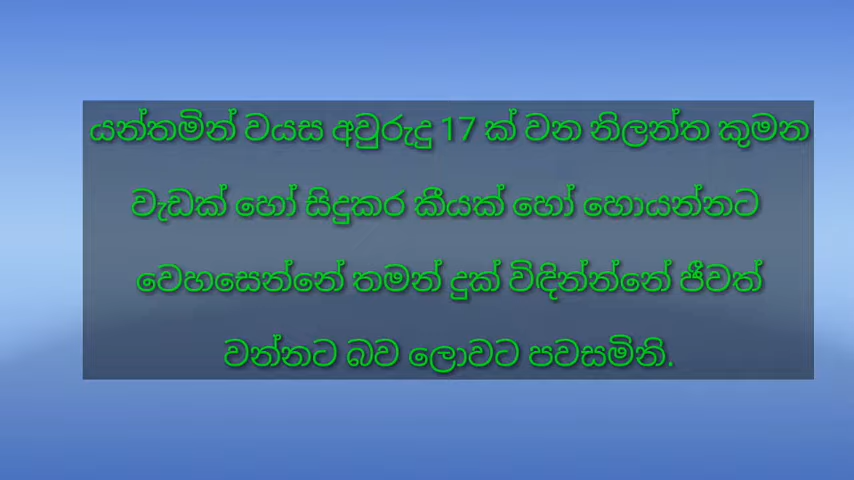 යන්තමින් වයස අවුරුදු 17 ක් වන නිලන්ත කුමන
වැඩක් හෝ සිදුකර කීයක් හෝ හොයන්නට
වෙහසෙන්නේ තමන් දුක් විඳින්න්නේ ජීවත්
වන්නට බව ලොවට පවසමිනි.